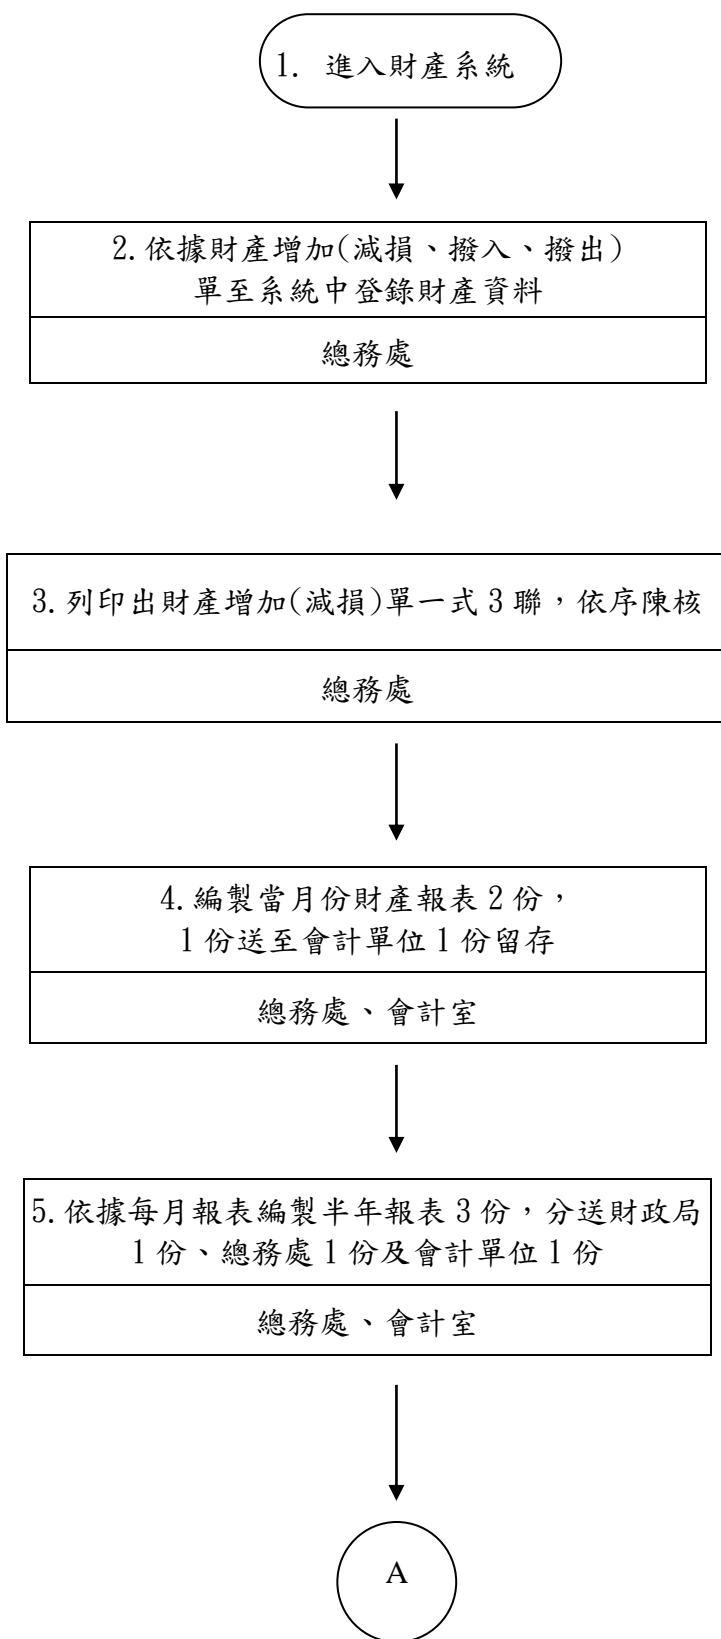 1. 進入財產系統
2.依據財產增加(減損、撥入、撥出)
單至系統中登錄財產資料
總務處
3.列印出財產增加(減損)單一式3聯，依序陳核
總務處
4.編製當月份財產報表2份，
1份送至會計單位1份留存
總務處、會計室
5.依據每月報表編製半年報表3份，分送財政局
1份、總務處1份及會計單位1份
總務處、會計室
A